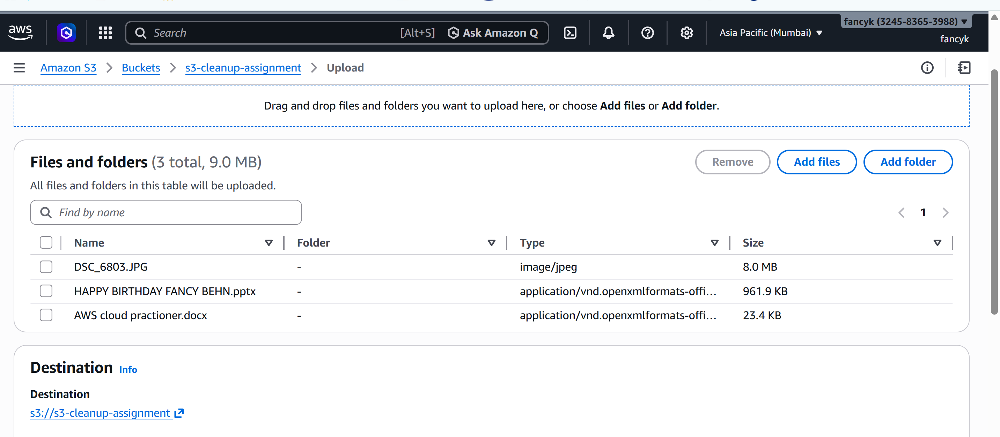 aws
Search [Alt+S] Ask Amazon Q
Asia Pacific (Mumbai)
fancyk (3245-8365-3988)
fancyk
Amazon S3 > Buckets > s3-cleanup-assignment > Upload
Drag and drop files and folders you want to upload here, or choose Add files or Add folder.
Files and folders (3 total, 9.0 MB)
Remove
Add files
Add folder
All files and folders in this table will be uploaded.
Find by name
1
Name Folder Type Size
DSC_6803.JPG - image/jpeg 8.0 MB
HAPPY BIRTHDAY FANCY BEHN.pptx - application/vnd.openxmlformats-offi... 961.9 KB
AWS cloud practioner.docx - application/vnd.openxmlformats-offi... 23.4 KB
Destination Info
Destination
s3://s3-cleanup-assignment